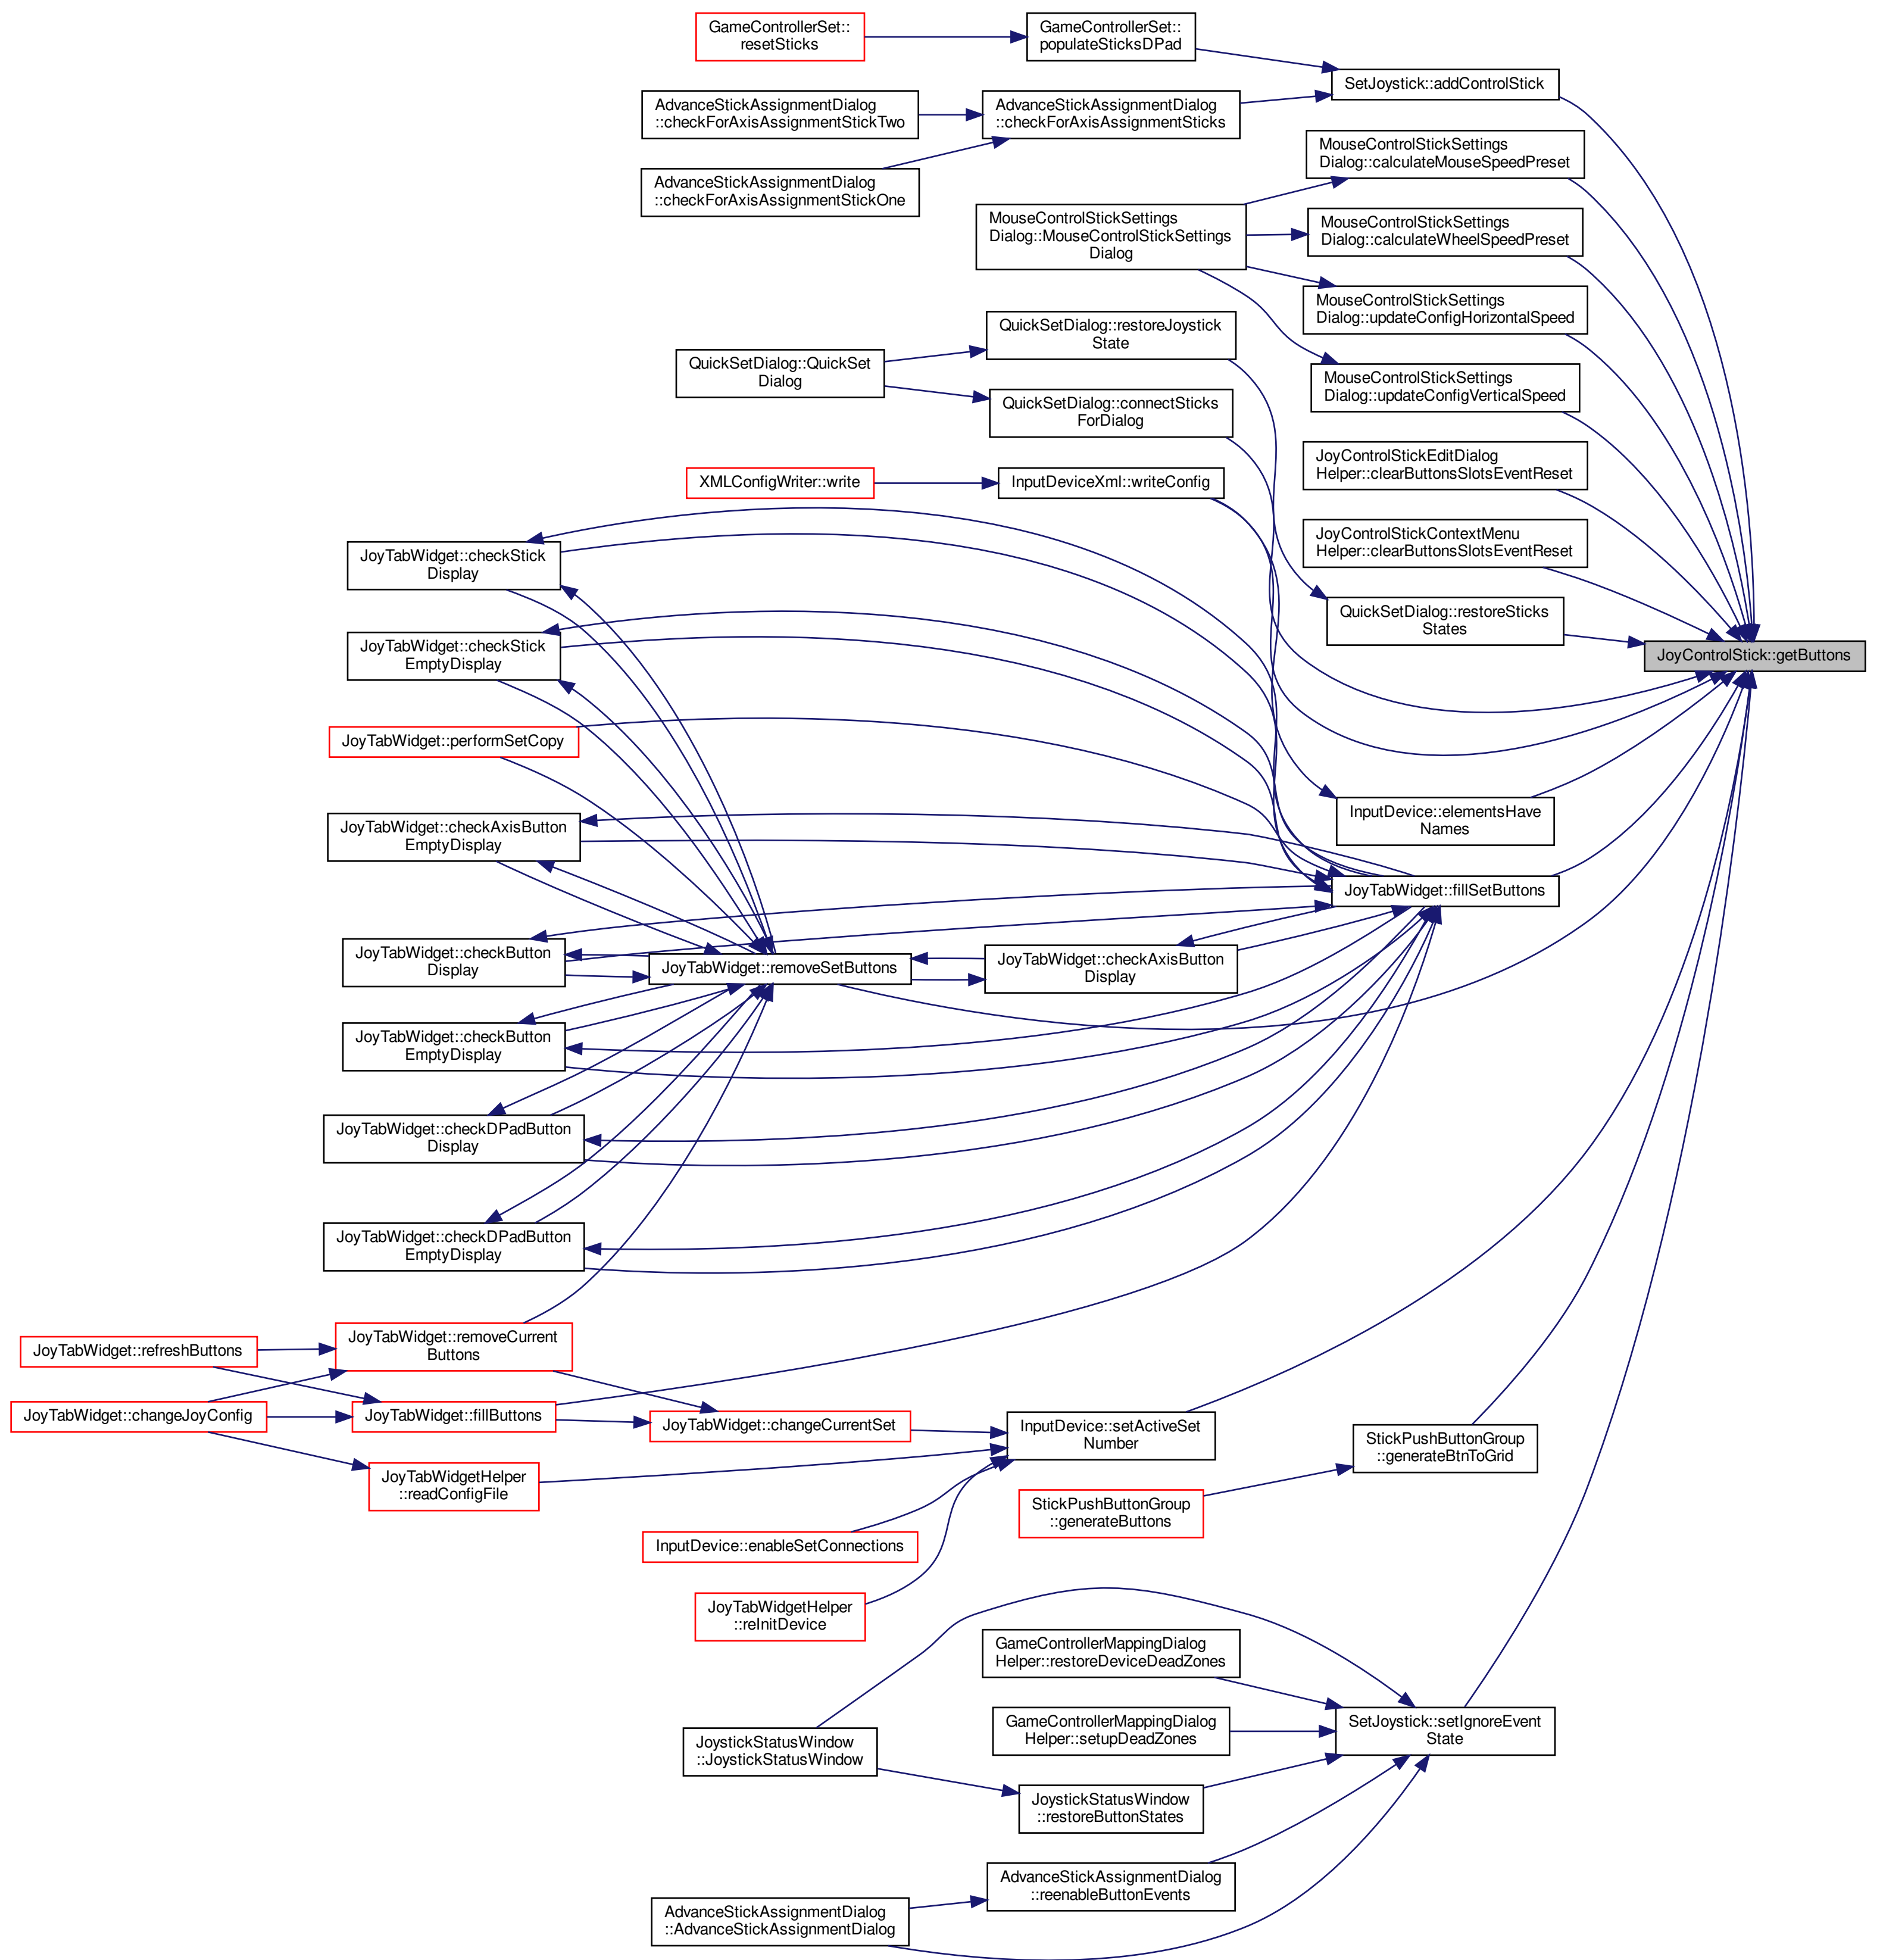 GameControllerSet::
resetSticks
GameControllerSet::
populateSticksDPad
SetJoystick::addControlStick
AdvanceStickAssignmentDialog
::checkForAxisAssignmentStickTwo
AdvanceStickAssignmentDialog
::checkForAxisAssignmentSticks
AdvanceStickAssignmentDialog
::checkForAxisAssignmentStickOne
MouseControlStickSettings
Dialog::calculateMouseSpeedPreset
MouseControlStickSettings
Dialog::MouseControlStickSettings
Dialog
MouseControlStickSettings
Dialog::calculateWheelSpeedPreset
MouseControlStickSettings
Dialog::updateConfigHorizontalSpeed
QuickSetDialog::restoreJoystick
State
QuickSetDialog::QuickSet
Dialog
MouseControlStickSettings
Dialog::updateConfigVerticalSpeed
QuickSetDialog::connectSticks
ForDialog
JoyControlStickEditDialog
Helper::clearButtonsSlotsEventReset
XMLConfigWriter::write
InputDeviceXml::writeConfig
JoyControlStickContextMenu
Helper::clearButtonsSlotsEventReset
JoyTabWidget::checkStick
Display
QuickSetDialog::restoreSticks
States
JoyTabWidget::checkStick
EmptyDisplay
JoyControlStick::getButtons
JoyTabWidget::performSetCopy
InputDevice::elementsHave
Names
JoyTabWidget::checkAxisButton
EmptyDisplay
JoyTabWidget::fillSetButtons
JoyTabWidget::checkButton
Display
JoyTabWidget::removeSetButtons
JoyTabWidget::checkAxisButton
Display
JoyTabWidget::checkButton
EmptyDisplay
JoyTabWidget::checkDPadButton
Display
JoyTabWidget::checkDPadButton
EmptyDisplay
JoyTabWidget::refreshButtons
JoyTabWidget::removeCurrent
Buttons
JoyTabWidget::changeJoyConfig
JoyTabWidget::fillButtons
JoyTabWidget::changeCurrentSet
InputDevice::setActiveSet
Number
StickPushButtonGroup
::generateBtnToGrid
JoyTabWidgetHelper
::readConfigFile
StickPushButtonGroup
::generateButtons
InputDevice::enableSetConnections
JoyTabWidgetHelper
::reInitDevice
GameControllerMappingDialog
Helper::restoreDeviceDeadZones
GameControllerMappingDialog
Helper::setupDeadZones
SetJoystick::setIgnoreEvent
State
JoystickStatusWindow
::JoystickStatusWindow
JoystickStatusWindow
::restoreButtonStates
AdvanceStickAssignmentDialog
::reenableButtonEvents
AdvanceStickAssignmentDialog
::AdvanceStickAssignmentDialog